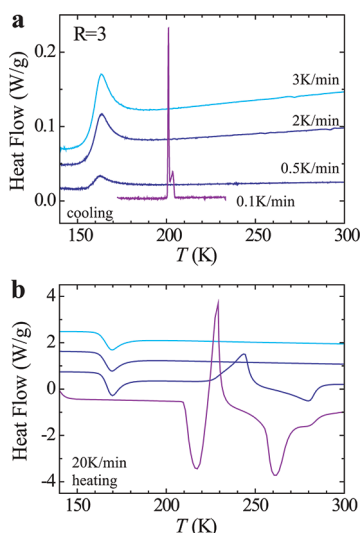 a
R=3
0.2
3K/min
2K/min
0.1
0.5K/min
0.0
0.1K/min
cooling
Heat Flow (W/g)
150 200 250 300
T (K)
b
4
2
0
-2
-4
20K/min
heating
Heat Flow (W/g)
150 200 250 300
T (K)